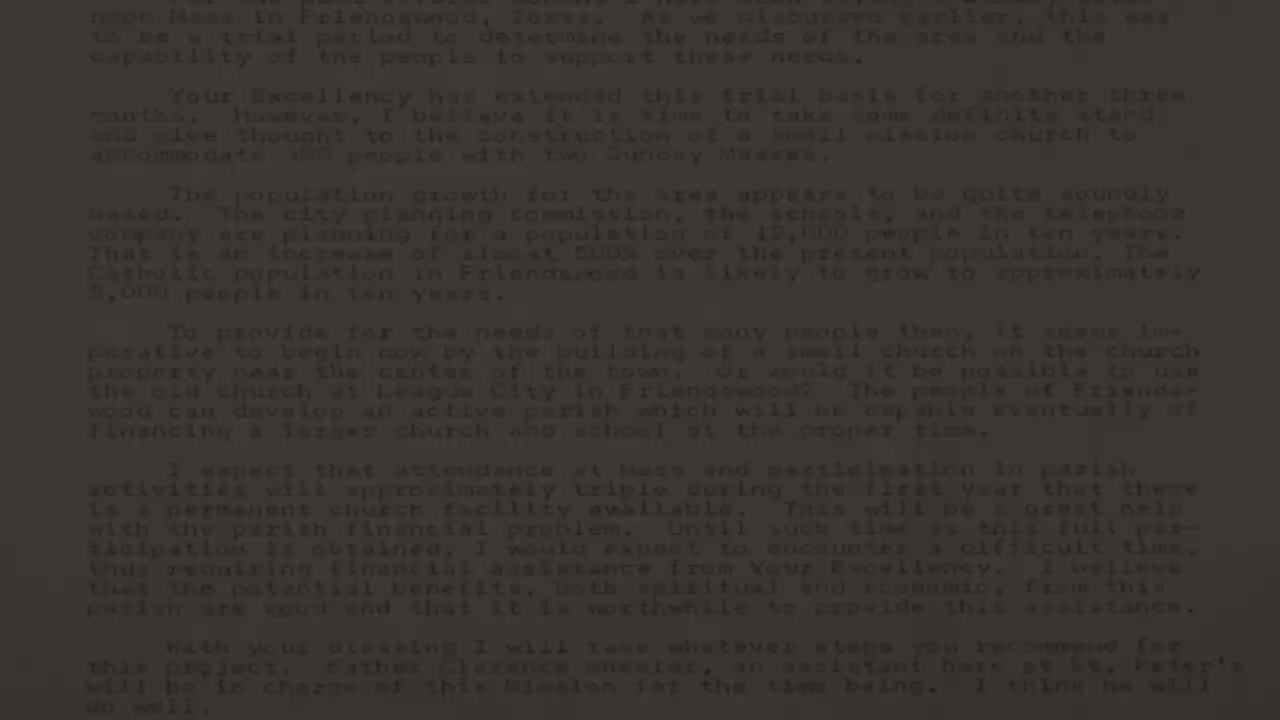 noon Mass in Friendswood, Texas. As we discussed earlier, this was
to be a trial period to determine the needs of the area and the
capability of the people to support these needs.
Your Excellency has extended this trial basis for another three
months. However, I believe it is time to take some definite stand
and give thought to the construction of a small mission church to
accommodate 300 people with two Sunday Masses.
The population growth for the area appears to be quite soundly
based. The city planning commission, the schools, and the telephone
company are planning for a population of 12,000 people in ten years.
That is an increase of almost 500% over the present population. The
Catholic population in Friendswood is likely to grow to approximately
5,000 people in ten years.
To provide for the needs of that many people then, it seems im-
perative to begin now by the building of a small church on the church
property near the center of the town. Or would it be possible to use
the old church at League City in Friendswood? The people of Friends-
wood can develop an active parish which will be capable eventually of
financing a larger church and school at the proper time.
I expect that attendance at Mass and participation in parish
activities will approximately triple during the first year that there
is a permanent church facility available. This will be a great help
with the parish financial problem. Until such time as this full par-
ticipation is obtained, I would expect to encounter a difficult time,
thus requiring financial assistance from Your Excellency. I believe
that the potential benefits, both spiritual and economic, from this
parish are good and that it is worthwhile to provide this assistance.
With your blessing I will take whatever steps you recommend for
this project. Father Clarence Wheeler, an assistant here at St. Peter's
will be in charge of this Mission for the time being. I think he will
do well.